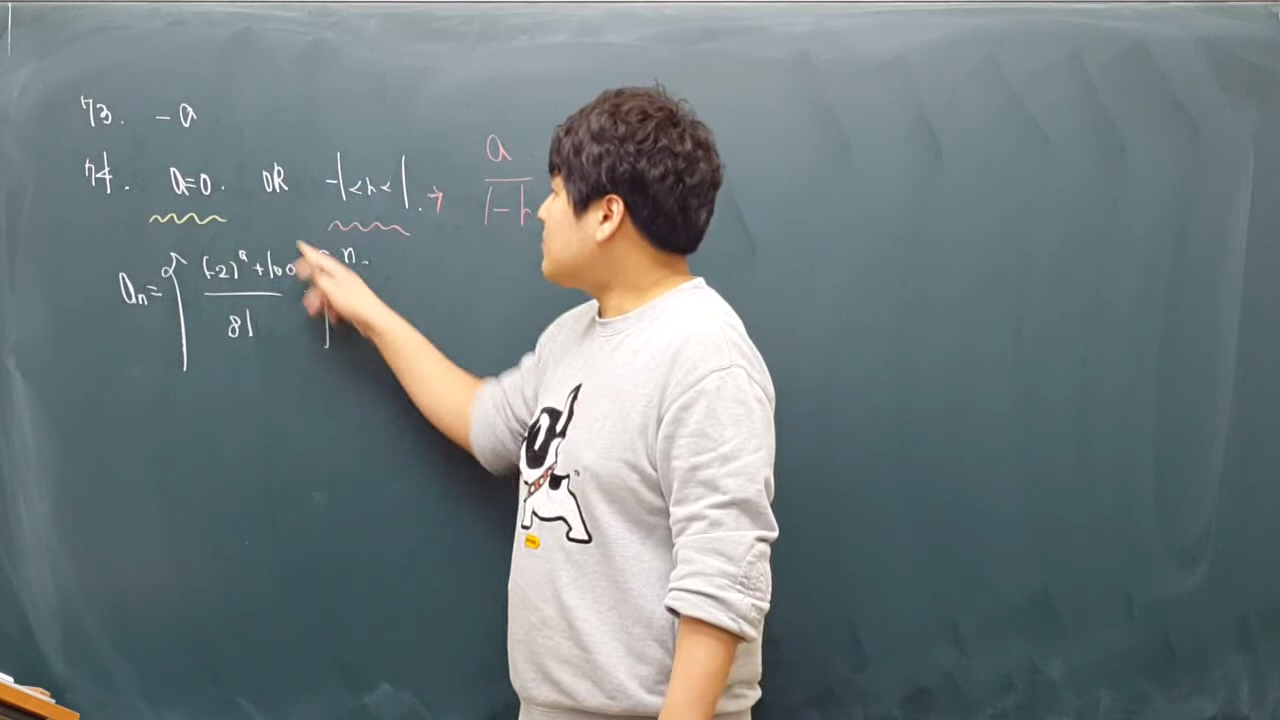 73. -a
74. a=0. OR -1<r<1. → a/1-r
aₙ= (-2)ⁿ+100 / 81 n.